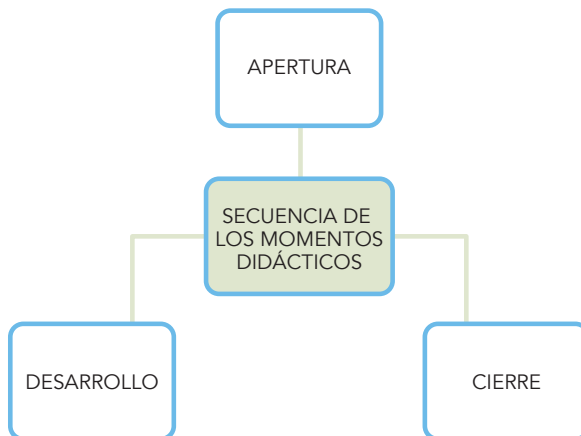 APERTURA
SECUENCIA DE
LOS MOMENTOS
DIDÁCTICOS
DESARROLLO
CIERRE